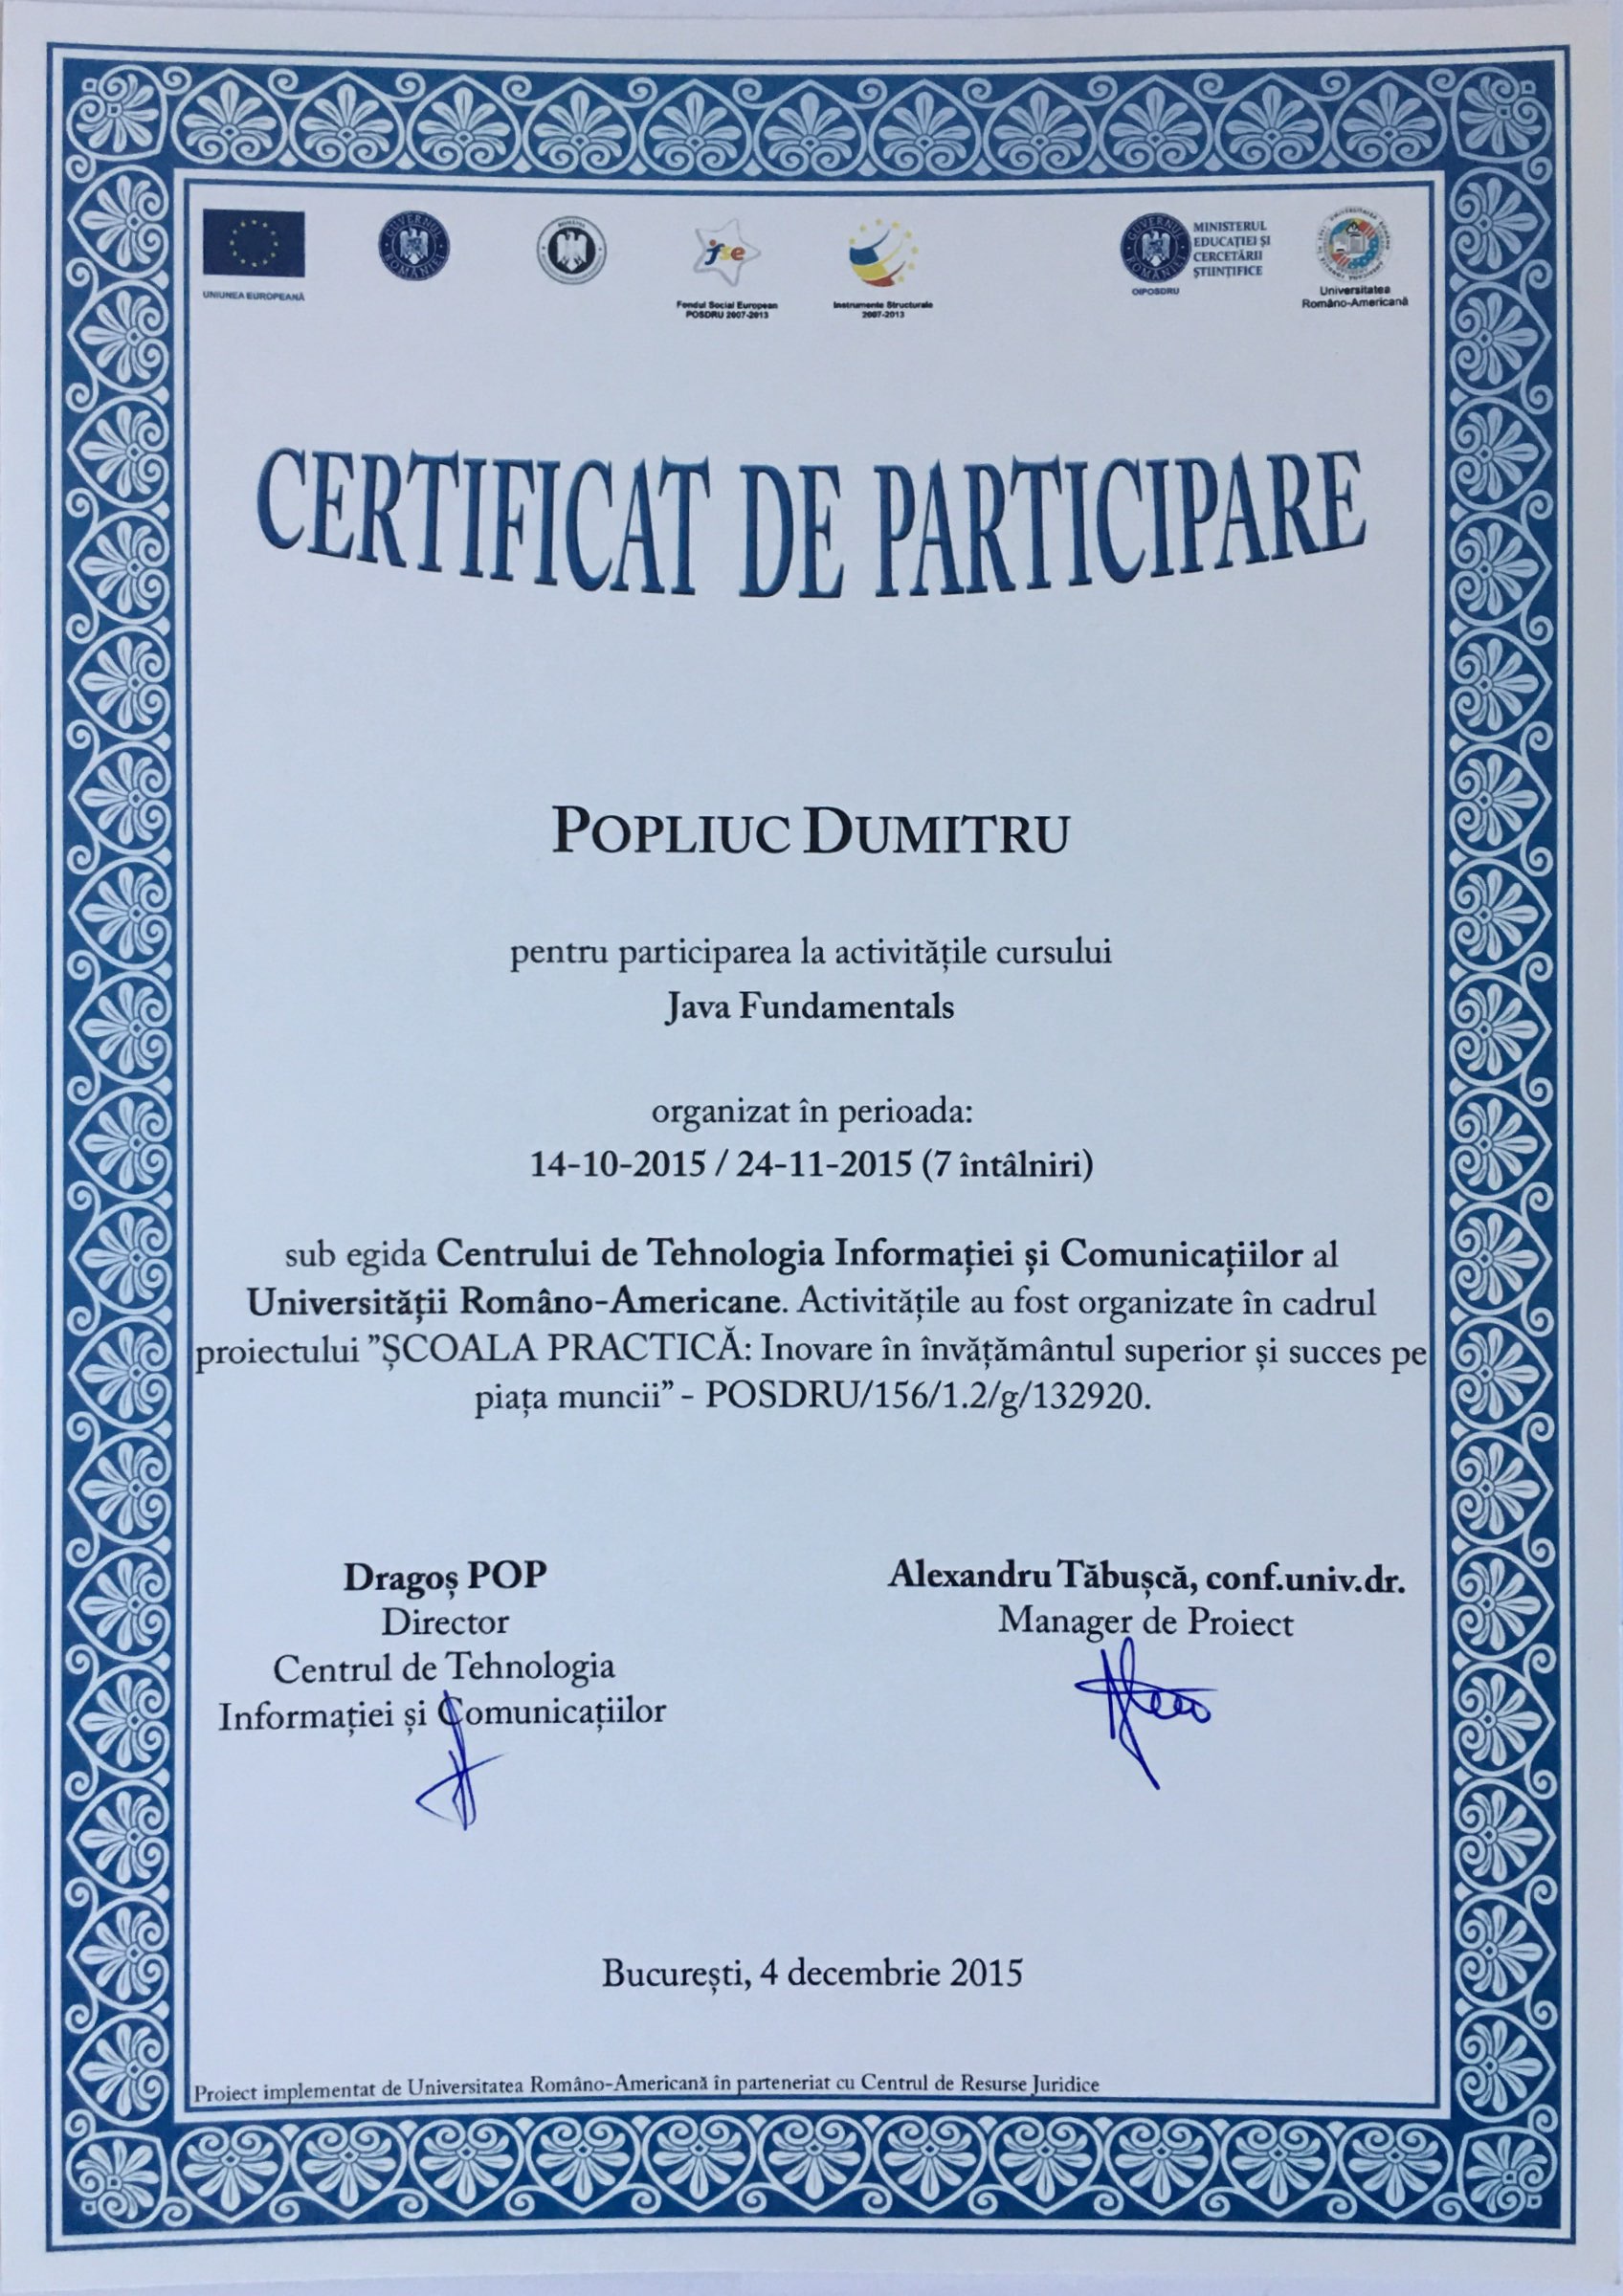 UNIUNEA EUROPEANĂ
GUVERNUL ROMÂNIEI
ROMÂNIA
fse
Fondul Social European
POSDRU 2007-2013
Instrumente Structurale
2007-2013
GUVERNUL ROMÂNIEI
OIPOSDRU
MINISTERUL
EDUCAȚIEI ȘI
CERCETĂRII
ȘTIINȚIFICE
Universitatea
Româno-Americană
CERTIFICAT DE PARTICIPARE
POPLIUC DUMITRU
pentru participarea la activitățile cursului
Java Fundamentals
organizat în perioada:
14-10-2015 / 24-11-2015 (7 întâlniri)
sub egida Centrului de Tehnologia Informației și Comunicațiilor al
Universității Româno-Americane. Activitățile au fost organizate în cadrul
proiectului ”ȘCOALA PRACTICĂ: Inovare în învățământul superior și succes pe
piața muncii” - POSDRU/156/1.2/g/132920.
Dragoș POP
Director
Centrul de Tehnologia
Informației și Comunicațiilor
Alexandru Tăbușcă, conf.univ.dr.
Manager de Proiect
București, 4 decembrie 2015
Proiect implementat de Universitatea Româno-Americană în parteneriat cu Centrul de Resurse Juridice